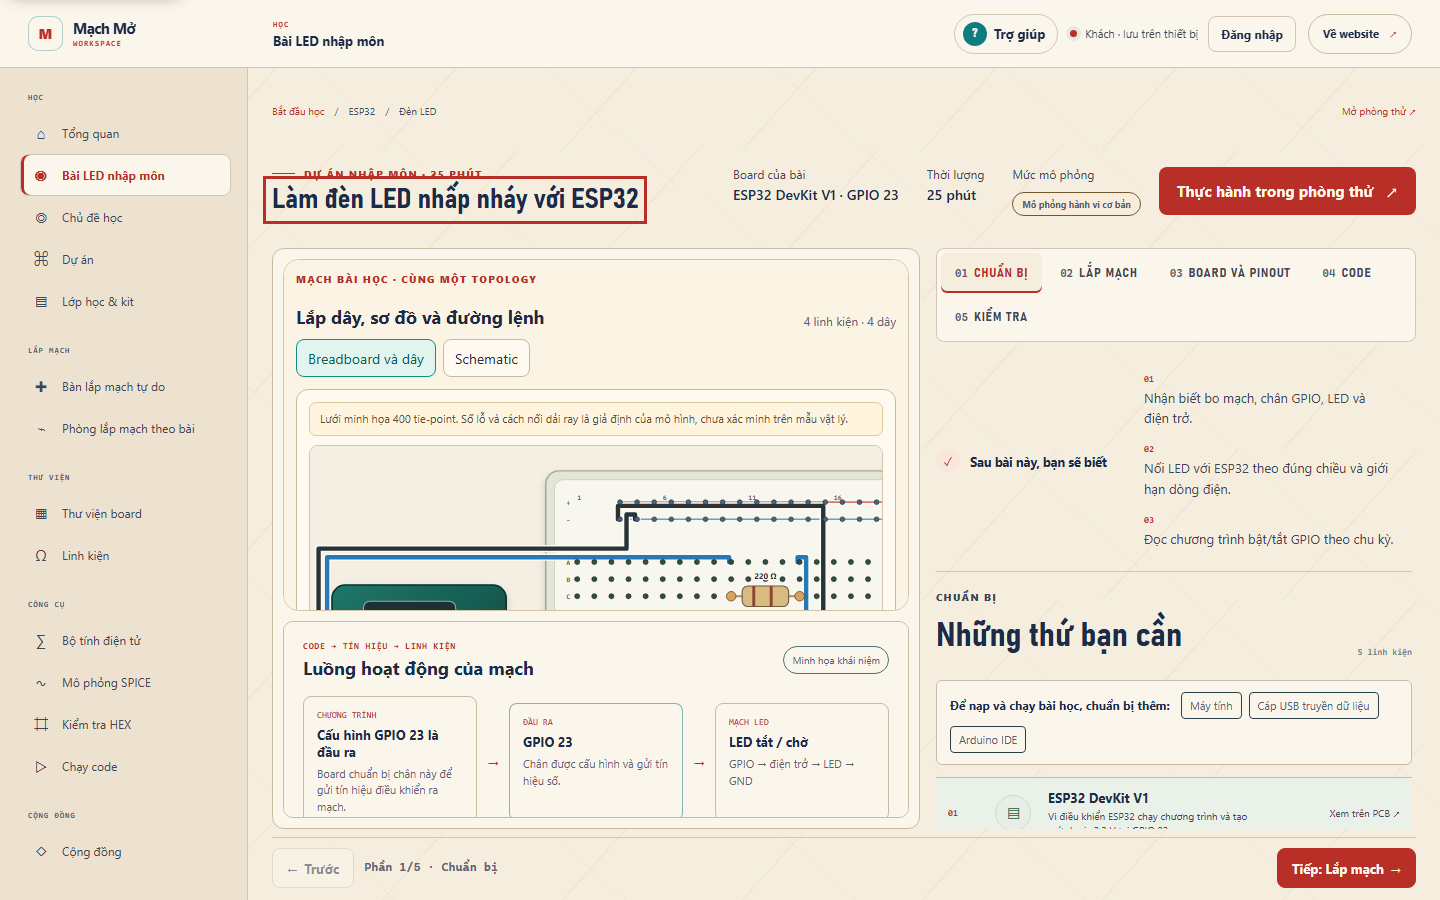 M
Mạch Mở
WORKSPACE
HỌC
Bài LED nhập môn
?
Trợ giúp
Khách · lưu trên thiết bị
Đăng nhập
Về website ↗
HỌC
Tổng quan
Bài LED nhập môn
Chủ đề học
Dự án
Lớp học & kit
LẮP MẠCH
Bàn lắp mạch tự do
Phòng lắp mạch theo bài
THƯ VIỆN
Thư viện board
Ω Linh kiện
CÔNG CỤ
∑ Bộ tính điện tử
Mô phỏng SPICE
Kiểm tra HEX
Chạy code
CỘNG ĐỒNG
Cộng đồng
Bắt đầu học / ESP32 / Đèn LED
Mở phòng thử ↗
DỰ ÁN NHẬP MÔN · 25 PHÚT
Làm đèn LED nhấp nháy với ESP32
Board của bài
ESP32 DevKit V1 · GPIO 23
Thời lượng
25 phút
Mức mô phỏng
Mô phỏng hành vi cơ bản
Thực hành trong phòng thử ↗
MẠCH BÀI HỌC · CÙNG MỘT TOPOLOGY
Lắp dây, sơ đồ và đường lệnh
4 linh kiện · 4 dây
Breadboard và dây
Schematic
Lưới minh họa 400 tie-point. Số lỗ và cách nối dải ray là giả định của mô hình, chưa xác minh trên mẫu vật lý.
1 6 11 16
+
−
A
B
C
220 Ω
CODE → TÍN HIỆU → LINH KIỆN
Luồng hoạt động của mạch
Minh họa khái niệm
CHƯƠNG TRÌNH
Cấu hình GPIO 23 là
đầu ra
Board chuẩn bị chân này để
gửi tín hiệu điều khiển ra
mạch.
→
ĐẦU RA
GPIO 23
Chân được cấu hình và gửi tín
hiệu số.
→
MẠCH LED
LED tắt / chờ
GPIO → điện trở → LED →
GND
01 CHUẨN BỊ
02 LẮP MẠCH
03 BOARD VÀ PINOUT
04 CODE
05 KIỂM TRA
✓ Sau bài này, bạn sẽ biết
01
Nhận biết bo mạch, chân GPIO, LED và
điện trở.
02
Nối LED với ESP32 theo đúng chiều và giới
hạn dòng điện.
03
Đọc chương trình bật/tắt GPIO theo chu kỳ.
CHUẨN BỊ
Những thứ bạn cần
5 linh kiện
Để nạp và chạy bài học, chuẩn bị thêm:
Máy tính
Cáp USB truyền dữ liệu
Arduino IDE
01
ESP32 DevKit V1
Vi điều khiển ESP32 chạy chương trình và tạo
Xem trên PCB ↗
← Trước
Phần 1/5 · Chuẩn bị
Tiếp: Lắp mạch →